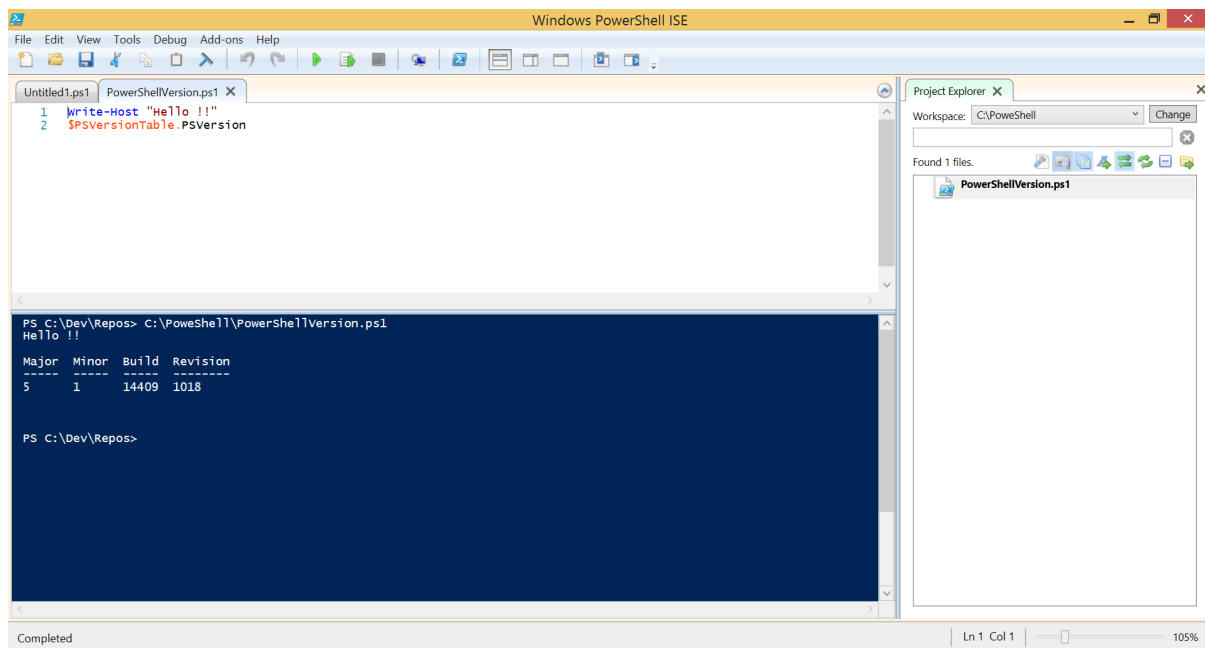 Windows PowerShell ISE
File Edit View Tools Debug Add-ons Help
Untitled1.ps1 PowerShellVersion.ps1 X
1 Write-Host "Hello !!"
2 $PSVersionTable.PSVersion
PS C:\Dev\Repos> C:\PoweShell\PowerShellVersion.ps1
Hello !!
Major Minor Build Revision
----- ----- ----- --------
5 1 14409 1018
PS C:\Dev\Repos>
Project Explorer X
Workspace: C:\PoweShell Change
Found 1 files.
PowerShellVersion.ps1
Completed Ln 1 Col 1 105%